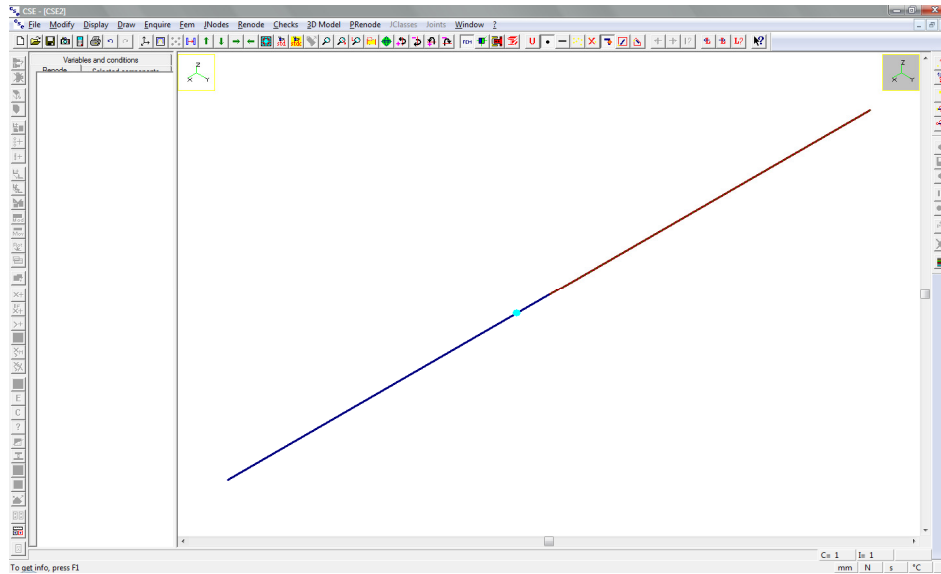 CSE - [CSE2]
File Modify Display Draw Enquire Fem JNodes Renode Checks 3D Model PRenode JClasses Joints Window ?
FEM U L? L?
Variables and conditions
Renode Selected components
Z X Y
Z X Y
E
C
?
C= 1 I= 1
To get info, press F1
mm N s °C